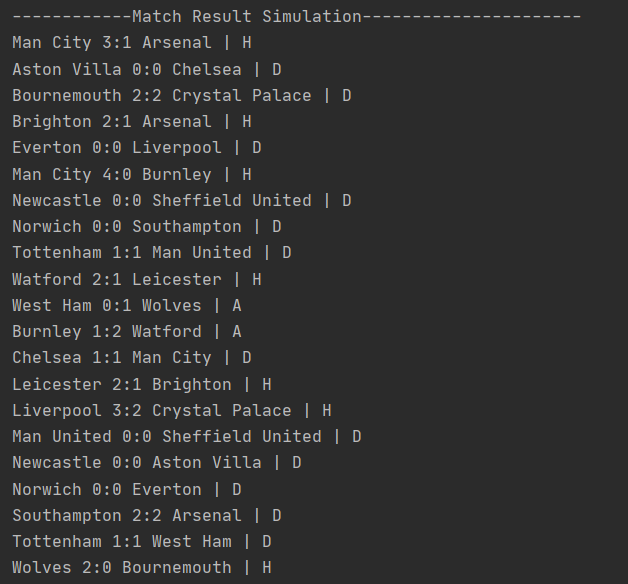 ------------Match Result Simulation----------------------
Man City 3:1 Arsenal | H
Aston Villa 0:0 Chelsea | D
Bournemouth 2:2 Crystal Palace | D
Brighton 2:1 Arsenal | H
Everton 0:0 Liverpool | D
Man City 4:0 Burnley | H
Newcastle 0:0 Sheffield United | D
Norwich 0:0 Southampton | D
Tottenham 1:1 Man United | D
Watford 2:1 Leicester | H
West Ham 0:1 Wolves | A
Burnley 1:2 Watford | A
Chelsea 1:1 Man City | D
Leicester 2:1 Brighton | H
Liverpool 3:2 Crystal Palace | H
Man United 0:0 Sheffield United | D
Newcastle 0:0 Aston Villa | D
Norwich 0:0 Everton | D
Southampton 2:2 Arsenal | D
Tottenham 1:1 West Ham | D
Wolves 2:0 Bournemouth | H